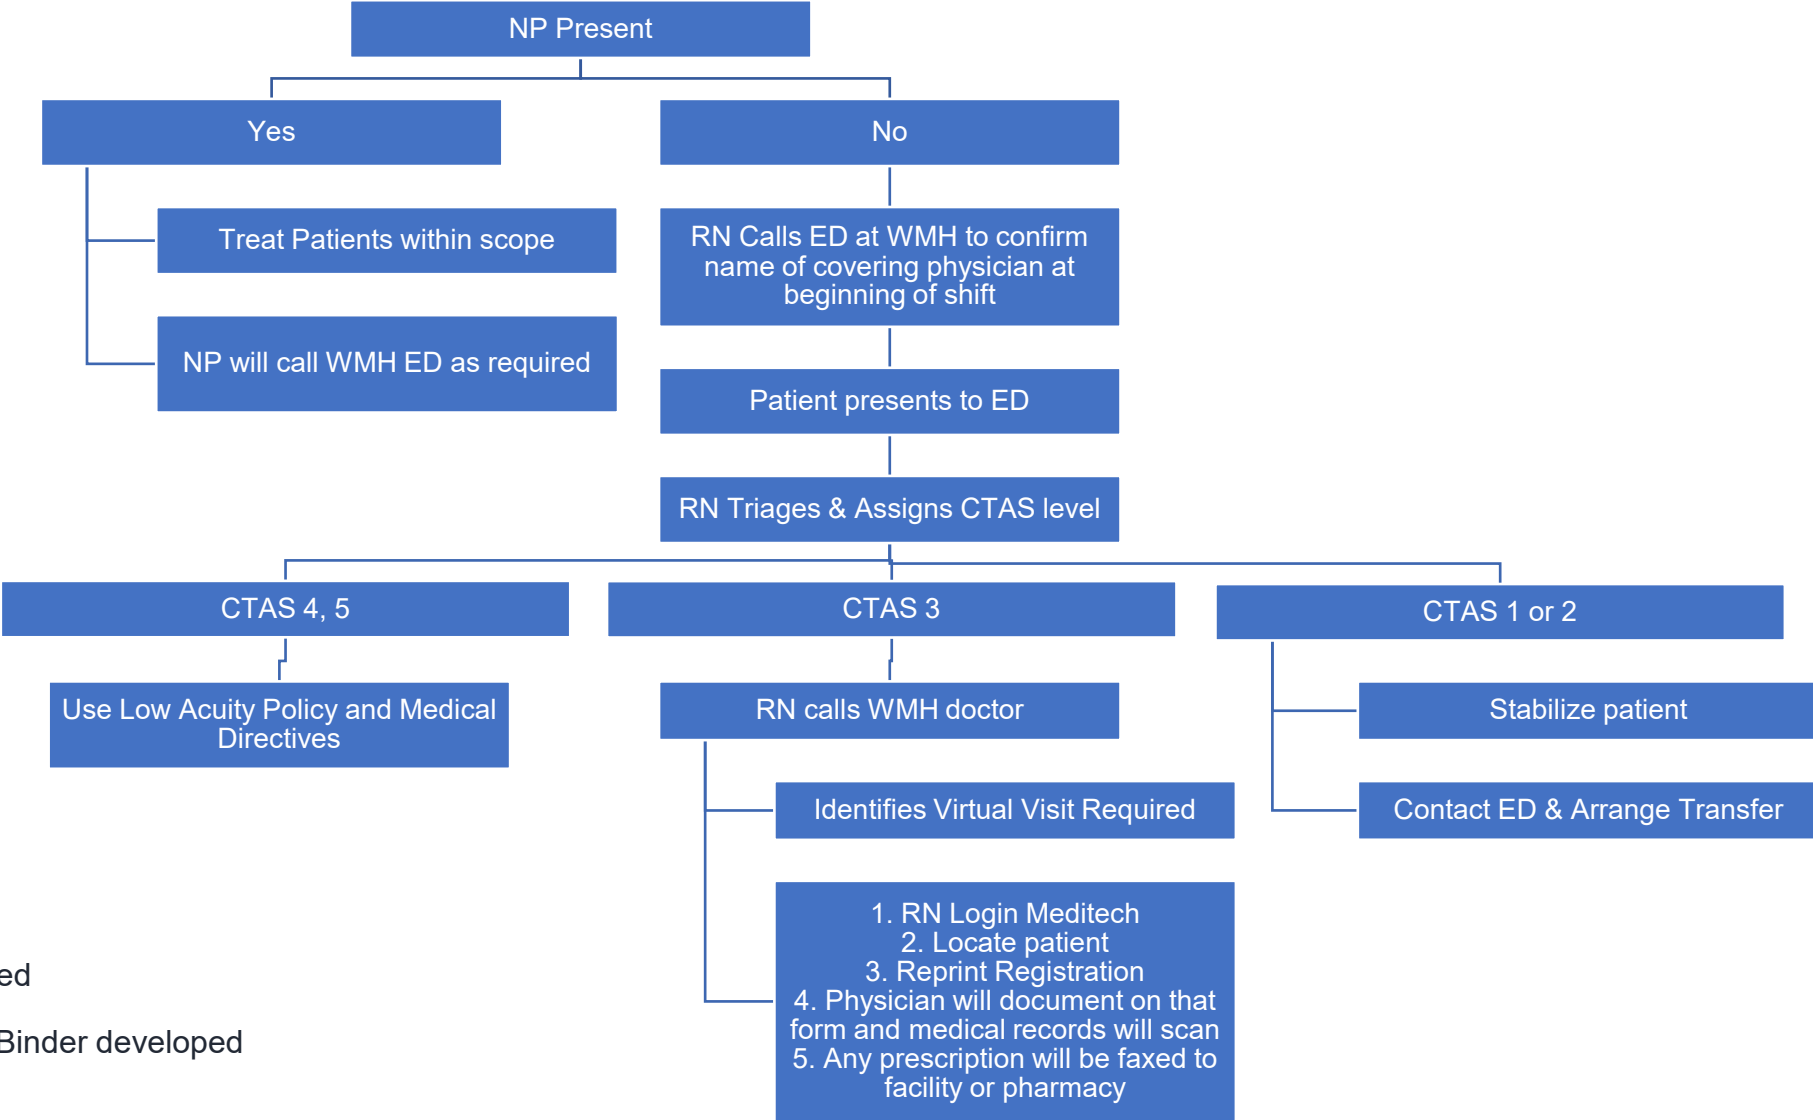 NP Present
Yes
No
Treat Patients within scope
NP will call WMH ED as required
RN Calls ED at WMH to confirm
name of covering physician at
beginning of shift
Patient presents to ED
RN Triages & Assigns CTAS level
CTAS 4, 5
CTAS 3
CTAS 1 or 2
Use Low Acuity Policy and Medical
Directives
RN calls WMH doctor
Stabilize patient
Identifies Virtual Visit Required
Contact ED & Arrange Transfer
1. RN Login Meditech
2. Locate patient
3. Reprint Registration
4. Physician will document on that
form and medical records will scan
5. Any prescription will be faxed to
facility or pharmacy
ed
Binder developed